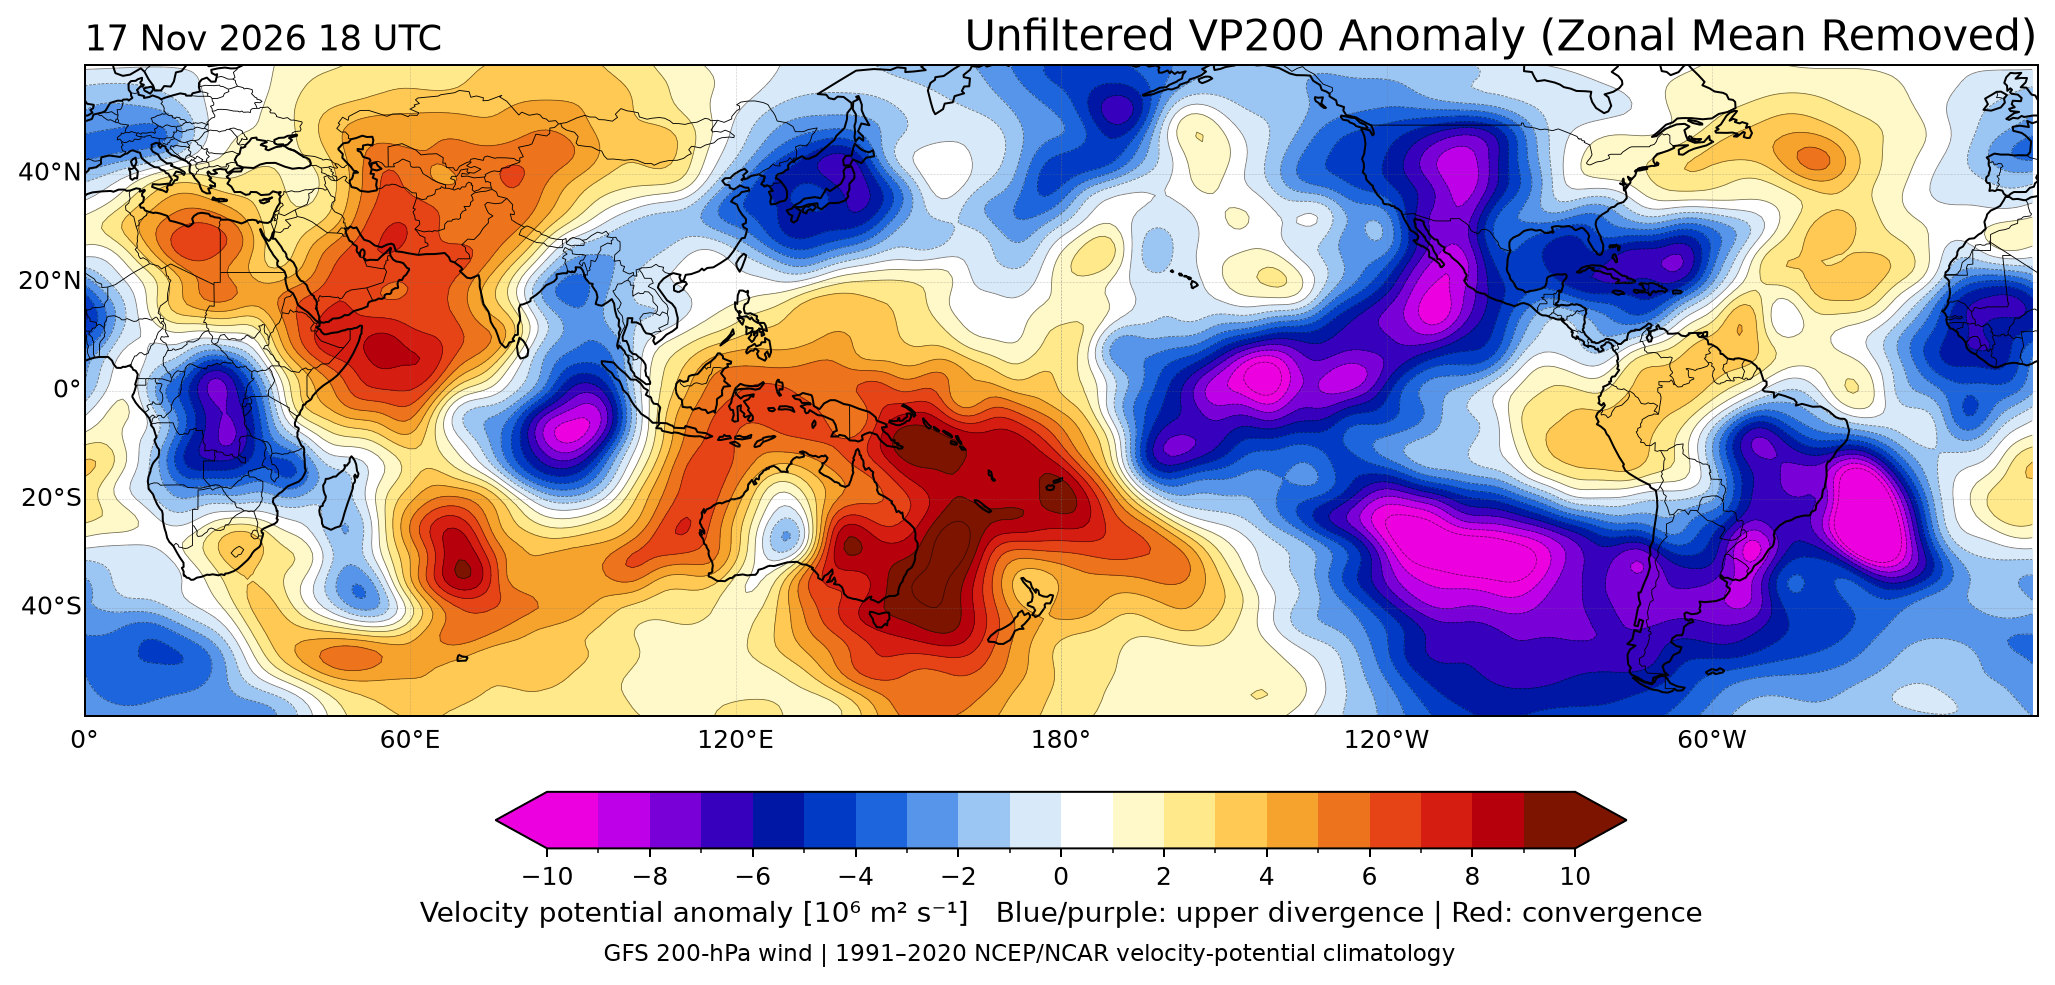 17 Nov 2026 18 UTC
Unfiltered VP200 Anomaly (Zonal Mean Removed)
40°N
20°N
0°
20°S
40°S
0° 60°E 120°E 180° 120°W 60°W
−10 −8 −6 −4 −2 0 2 4 6 8 10
Velocity potential anomaly [10⁶ m² s⁻¹] Blue/purple: upper divergence | Red: convergence
GFS 200-hPa wind | 1991–2020 NCEP/NCAR velocity-potential climatology